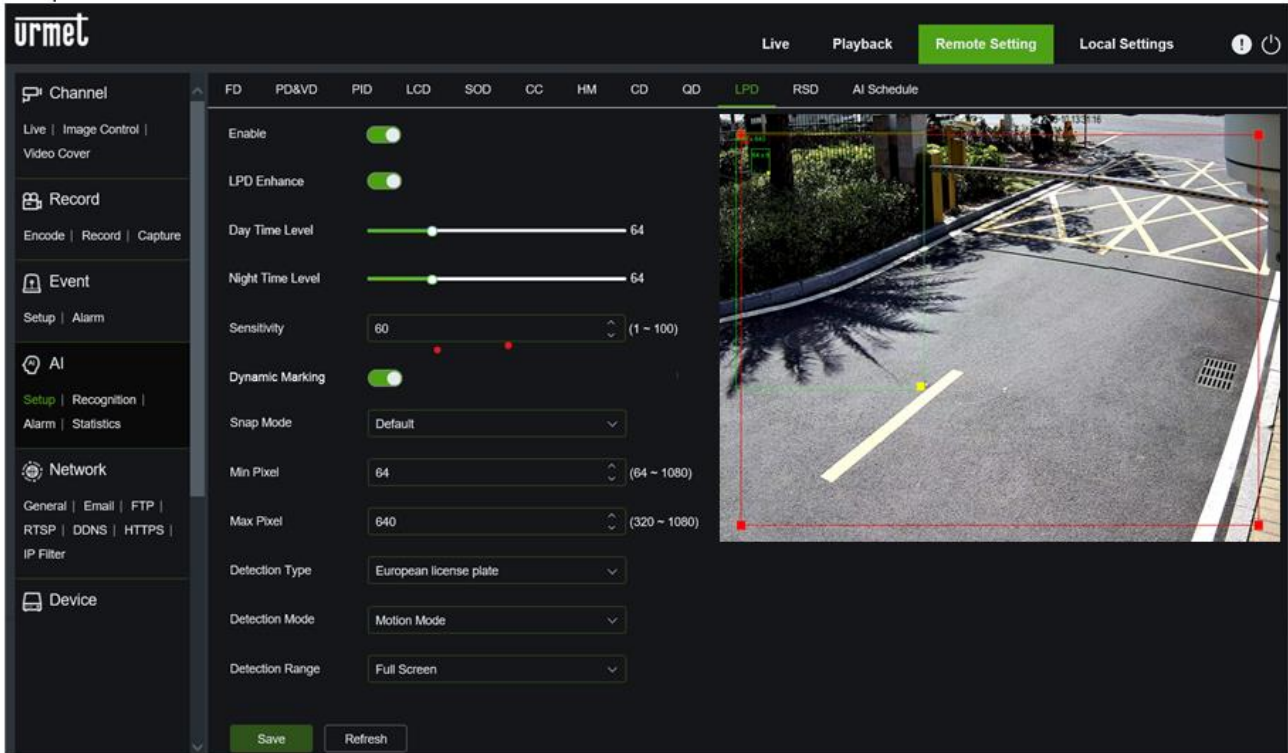 urmet
Live Playback Remote Setting Local Settings
Channel
Live | Image Control |
Video Cover
Record
Encode | Record | Capture
Event
Setup | Alarm
AI
Setup | Recognition |
Alarm | Statistics
Network
General | Email | FTP |
RTSP | DDNS | HTTPS |
IP Filter
Device
FD PD&VD PID LCD SOD CC HM CD QD LPD RSD AI Schedule
Enable
LPD Enhance
Day Time Level 64
Night Time Level 64
Sensitivity 60 (1 ~ 100)
Dynamic Marking
Snap Mode Default
Min Pixel 64 (64 ~ 1080)
Max Pixel 640 (320 ~ 1080)
Detection Type European license plate
Detection Mode Motion Mode
Detection Range Full Screen
Save Refresh